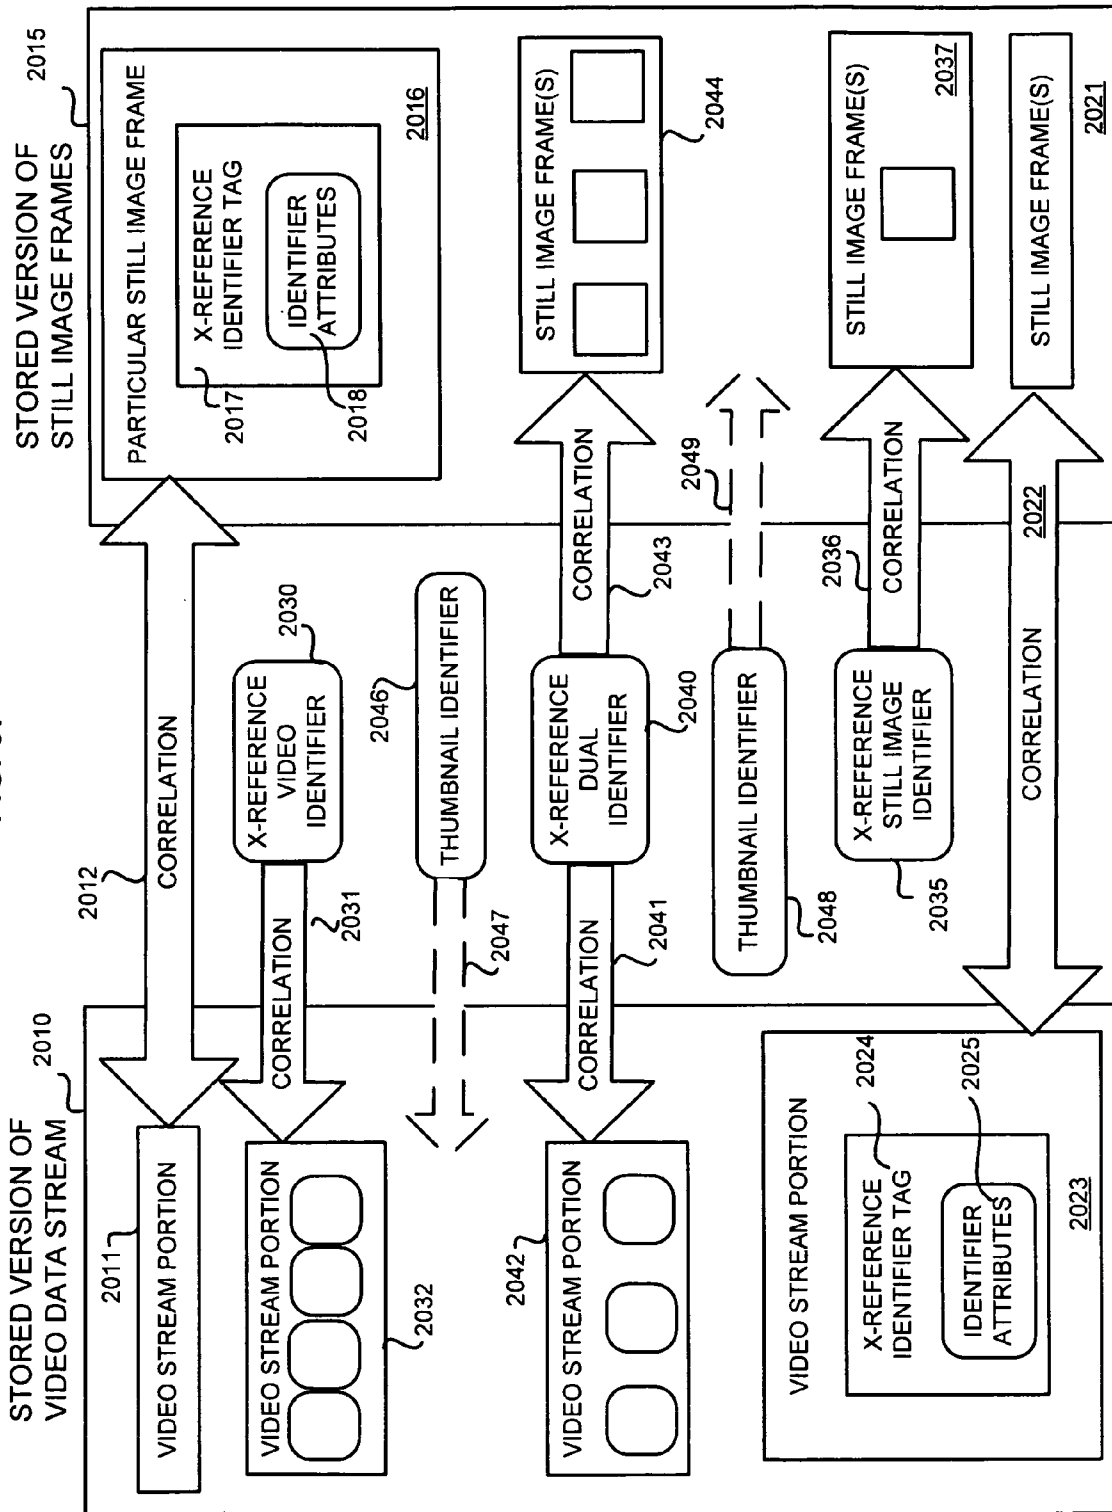 STORED VERSION OF
VIDEO DATA STREAM
2010
VIDEO STREAM PORTION
2011
2012
CORRELATION
STORED VERSION OF
STILL IMAGE FRAMES
2015
PARTICULAR STILL IMAGE FRAME
X-REFERENCE
IDENTIFIER TAG
2017
IDENTIFIER
ATTRIBUTES
2018
2016
VIDEO STREAM PORTION
2032
CORRELATION
2031
X-REFERENCE
VIDEO
IDENTIFIER
2030
2047
THUMBNAIL IDENTIFIER
2046
VIDEO STREAM PORTION
2042
CORRELATION
2041
X-REFERENCE
DUAL
IDENTIFIER
2040
CORRELATION
2043
STILL IMAGE FRAME(S)
2044
THUMBNAIL IDENTIFIER
2048
2049
X-REFERENCE
STILL IMAGE
IDENTIFIER
2035
CORRELATION
2036
STILL IMAGE FRAME(S)
2037
VIDEO STREAM PORTION
X-REFERENCE
IDENTIFIER TAG
2024
IDENTIFIER
ATTRIBUTES
2025
2023
CORRELATION
2022
STILL IMAGE FRAME(S)
2021